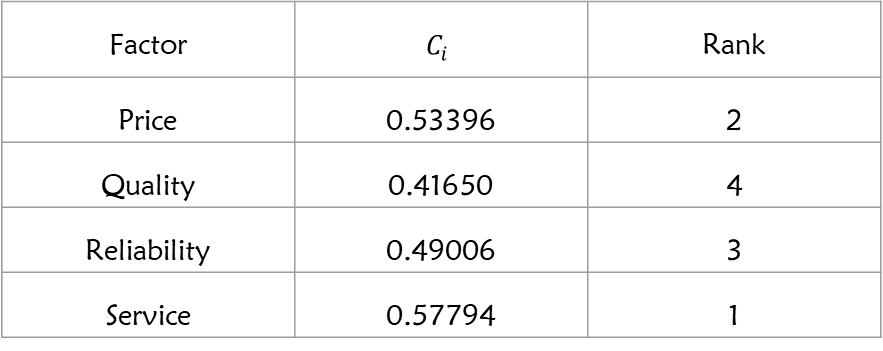 Factor C_i Rank
Price 0.53396 2
Quality 0.41650 4
Reliability 0.49006 3
Service 0.57794 1